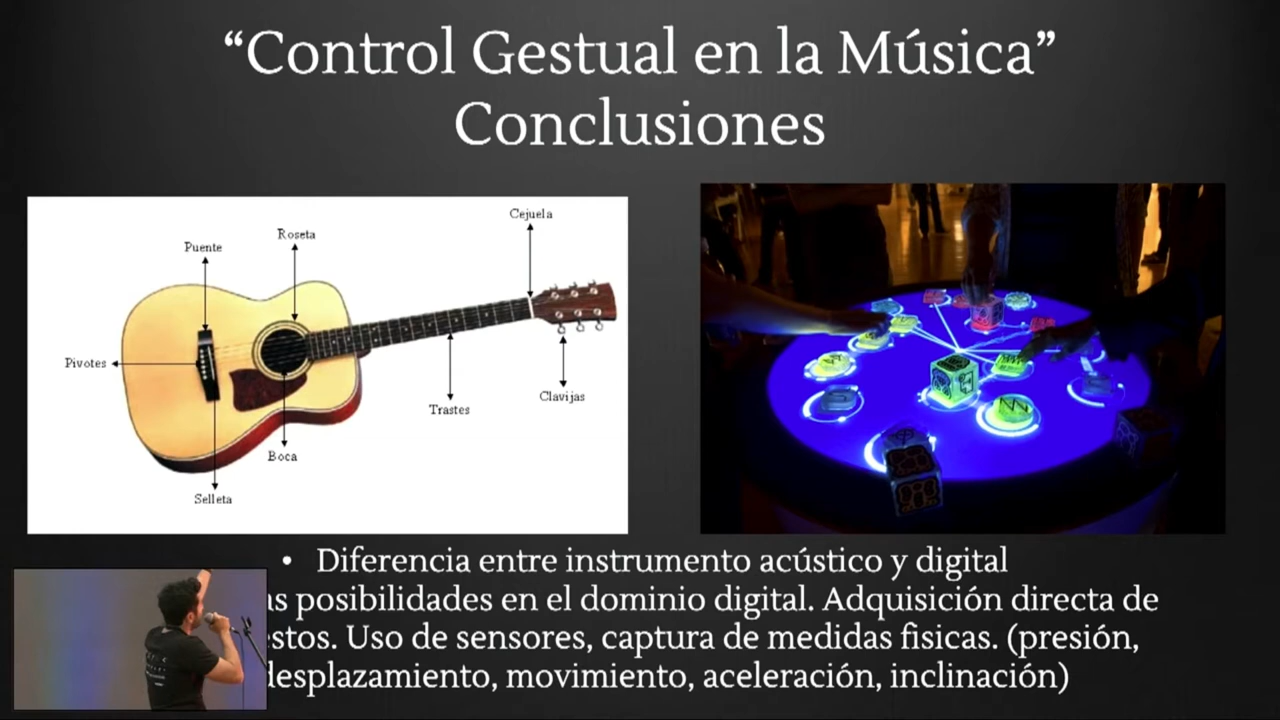 “Control Gestual en la Música”
Conclusiones
Cejuela
Roseta
Puente
Pivotes
Clavijas
Trastes
Boca
Selleta
• Diferencia entre instrumento acústico y digital
posibilidades en el dominio digital. Adquisición directa de
Uso de sensores, captura de medidas fisicas. (presión,
desplazamiento, movimiento, aceleración, inclinación)